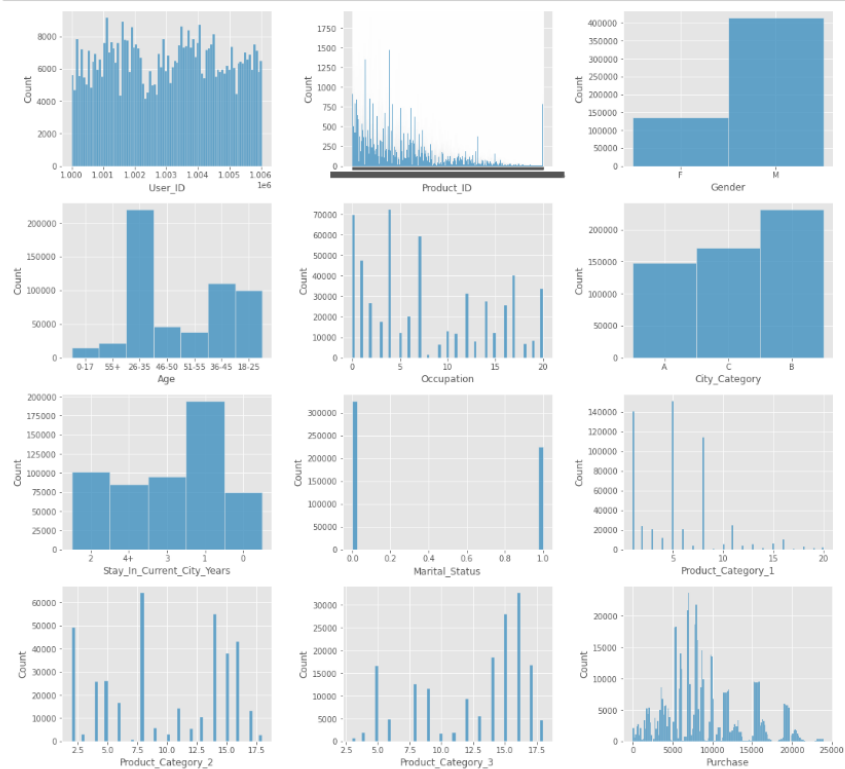 Count
8000
6000
4000
2000
0
1.000 1.001 1.002 1.003 1.004 1.005 1.006
1e6
User_ID
Count
1750
1500
1250
1000
750
500
250
0
Product_ID
Count
400000
350000
300000
250000
200000
150000
100000
50000
0
F M
Gender
Count
200000
150000
100000
50000
0
0-17 55+ 26-35 46-50 51-55 36-45 18-25
Age
Count
70000
60000
50000
40000
30000
20000
10000
0
0 5 10 15 20
Occupation
Count
200000
150000
100000
50000
0
A C B
City_Category
Count
200000
175000
150000
125000
100000
75000
50000
25000
0
2 4+ 3 1 0
Stay_In_Current_City_Years
Count
300000
250000
200000
150000
100000
50000
0
0.0 0.2 0.4 0.6 0.8 1.0
Marital_Status
Count
140000
120000
100000
80000
60000
40000
20000
0
5 10 15 20
Product_Category_1
Count
60000
50000
40000
30000
20000
10000
0
2.5 5.0 7.5 10.0 12.5 15.0 17.5
Product_Category_2
Count
30000
25000
20000
15000
10000
5000
0
2.5 5.0 7.5 10.0 12.5 15.0 17.5
Product_Category_3
Count
20000
15000
10000
5000
0
0 5000 10000 15000 20000 25000
Purchase